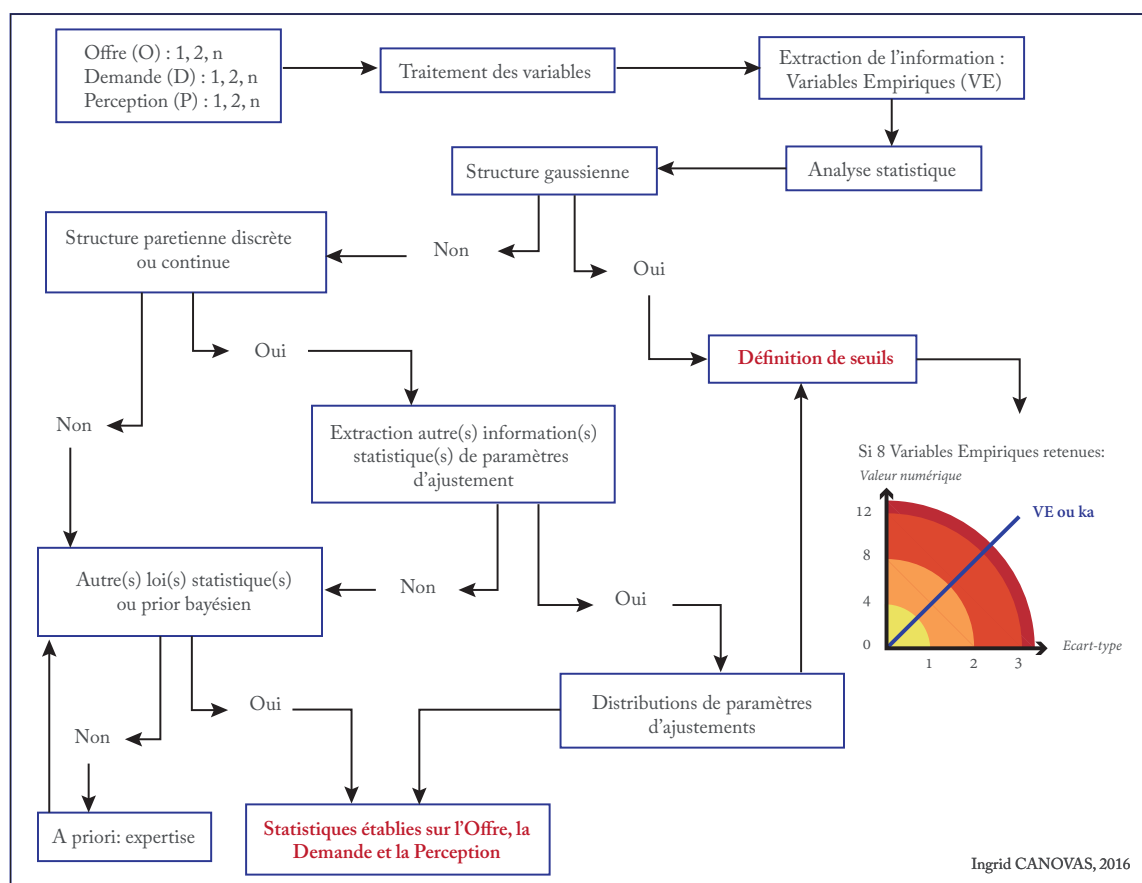 Offre (O) : 1, 2, n
Demande (D) : 1, 2, n
Perception (P) : 1, 2, n
Traitement des variables
Extraction de l'information :
Variables Empiriques (VE)
Structure gaussienne
Analyse statistique
Structure paretienne discrète
ou continue
Non
Oui
Oui
Définition de seuils
Non
Extraction autre(s) information(s)
statistique(s) de paramètres
d'ajustement
Si 8 Variables Empiriques retenues:
Valeur numérique
12
VE ou ka
8
4
0
1 2 3
Ecart-type
Autre(s) loi(s) statistique(s)
ou prior bayésien
Non
Oui
Oui
Distributions de paramètres
d'ajustements
Non
A priori: expertise
Statistiques établies sur l'Offre, la
Demande et la Perception
Ingrid CANOVAS, 2016